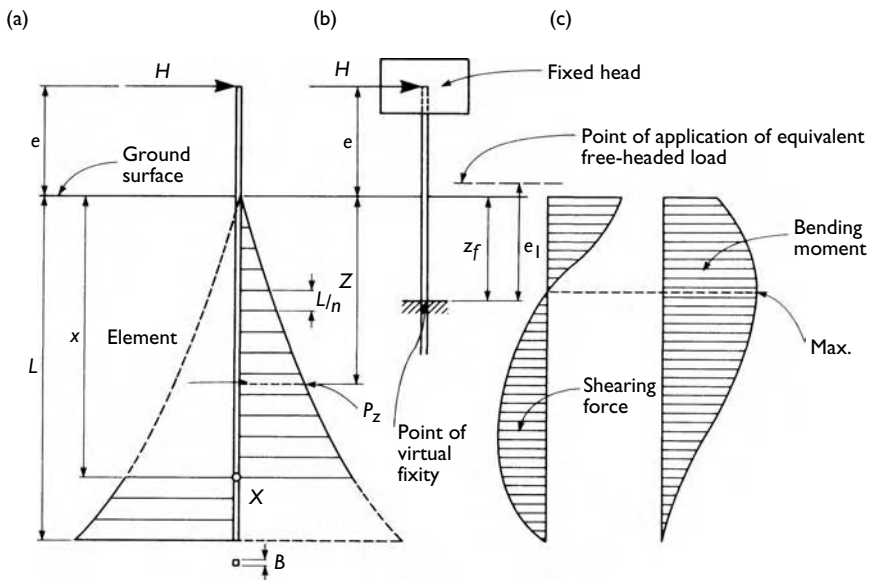 (a)
(b)
(c)
H
H
Fixed head
e
e
Point of application of equivalent
free-headed load
Ground
surface
Bending
moment
z_f
e_1
Z
L/n
x
Element
L
Max.
P_z
Shearing
force
Point of
virtual
fixity
X
B